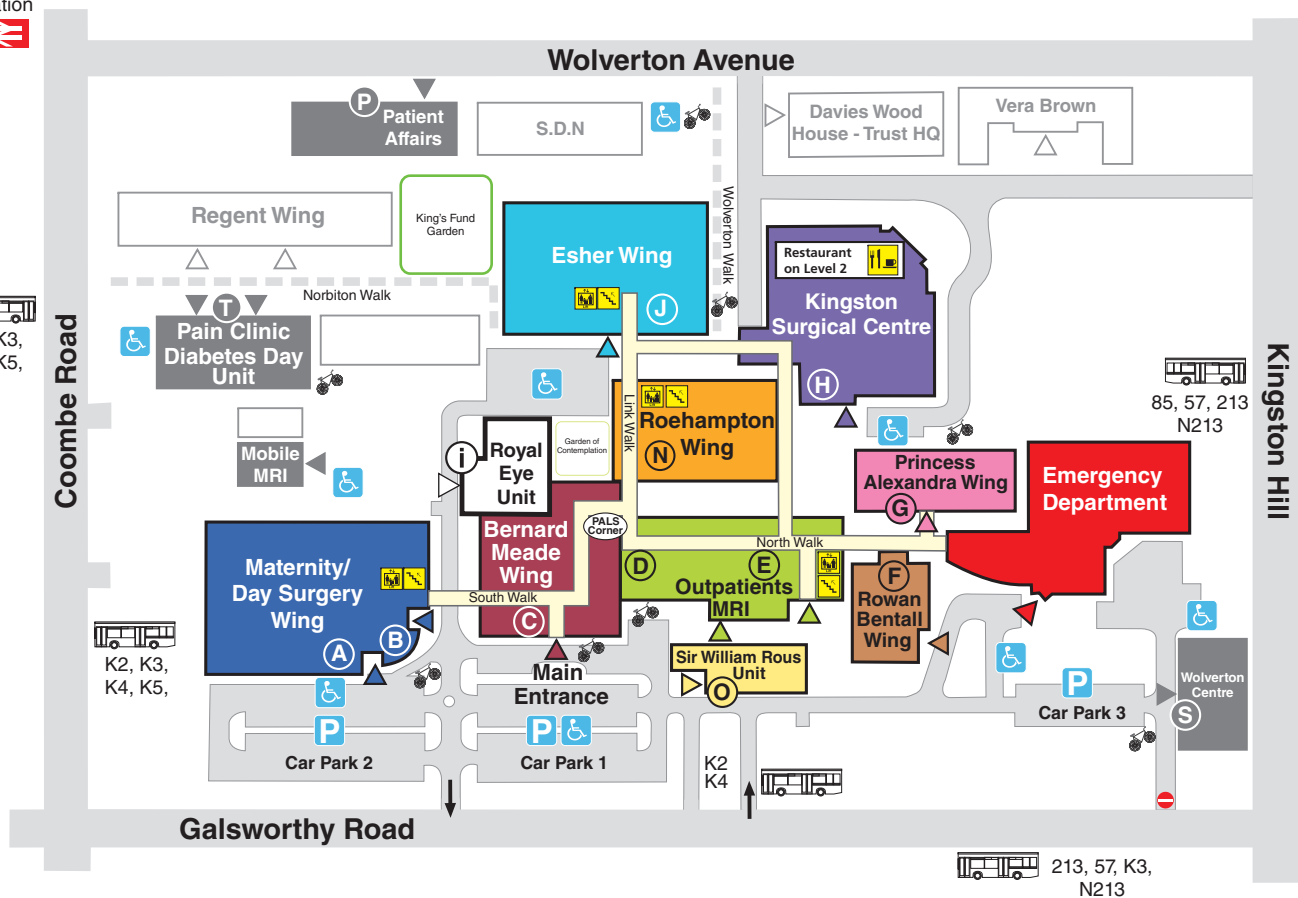 ation
Wolverton Avenue
P
Patient
Affairs
S.D.N
Davies Wood
House - Trust HQ
Vera Brown
Regent Wing
King's Fund
Garden
Wolverton Walk
Esher Wing
J
Restaurant
on Level 2
Kingston
Surgical Centre
H
Norbiton Walk
T
Pain Clinic
Diabetes Day
Unit
K3,
K5,
Coombe Road
Kingston Hill
85, 57, 213
N213
Link Walk
Roehampton
Wing
N
Garden of
Contemplation
i
Royal
Eye
Unit
Mobile
MRI
Princess
Alexandra Wing
G
Emergency
Department
PALS
Corner
Bernard
Meade
Wing
C
North Walk
D
E
Outpatients
MRI
F
Rowan
Bentall
Wing
Maternity/
Day Surgery
Wing
A
B
South Walk
K2, K3,
K4, K5,
Main
Entrance
Sir William Rous
Unit
O
P
Car Park 3
Wolverton
Centre
S
P
Car Park 2
P
Car Park 1
K2
K4
Galsworthy Road
213, 57, K3,
N213